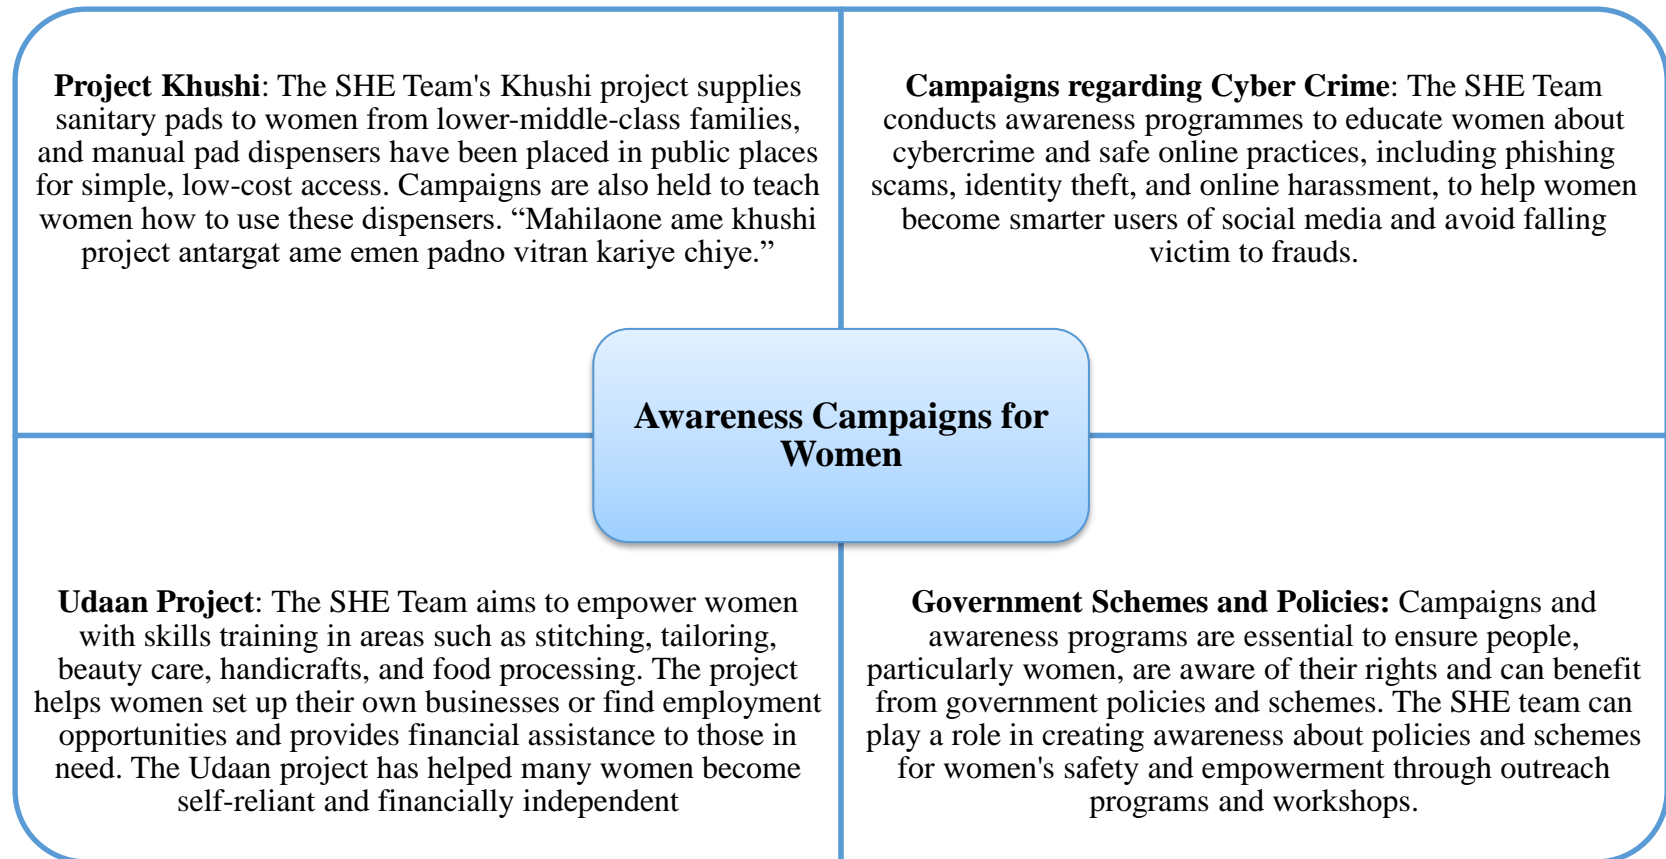 Project Khushi: The SHE Team's Khushi project supplies
sanitary pads to women from lower-middle-class families,
and manual pad dispensers have been placed in public places
for simple, low-cost access. Campaigns are also held to teach
women how to use these dispensers. “Mahilaone ame khushi
project antargat ame emen padno vitran kariye chiye.”
Campaigns regarding Cyber Crime: The SHE Team
conducts awareness programmes to educate women about
cybercrime and safe online practices, including phishing
scams, identity theft, and online harassment, to help women
become smarter users of social media and avoid falling
victim to frauds.
Awareness Campaigns for
Women
Udaan Project: The SHE Team aims to empower women
with skills training in areas such as stitching, tailoring,
beauty care, handicrafts, and food processing. The project
helps women set up their own businesses or find employment
opportunities and provides financial assistance to those in
need. The Udaan project has helped many women become
self-reliant and financially independent
Government Schemes and Policies: Campaigns and
awareness programs are essential to ensure people,
particularly women, are aware of their rights and can benefit
from government policies and schemes. The SHE team can
play a role in creating awareness about policies and schemes
for women's safety and empowerment through outreach
programs and workshops.